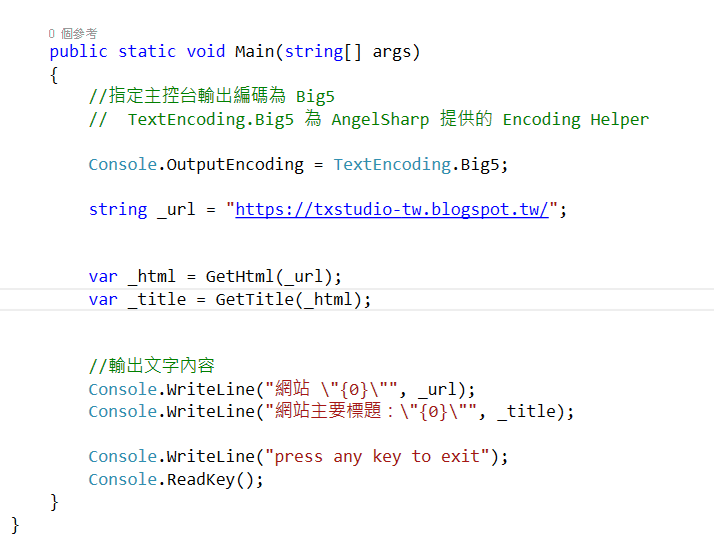 0 個參考
public static void Main(string[] args)
{
//指定主控台輸出編碼為 Big5
//  TextEncoding.Big5 為 AngelSharp 提供的 Encoding Helper
Console.OutputEncoding = TextEncoding.Big5;
string _url = "https://txstudio-tw.blogspot.tw/";
var _html = GetHtml(_url);
var _title = GetTitle(_html);
//輸出文字內容
Console.WriteLine("網站 \"{0}\"", _url);
Console.WriteLine("網站主要標題：\"{0}\"", _title);
Console.WriteLine("press any key to exit");
Console.ReadKey();
}
}